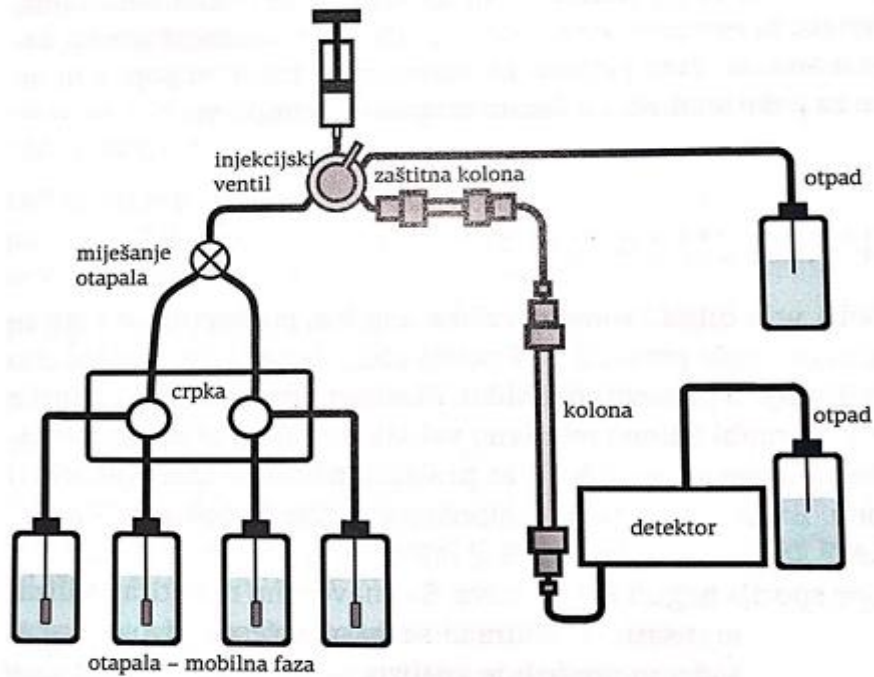 injekcijski
ventil
zaštitna kolona
otpad
miješanje
otapala
crpka
kolona
otpad
detektor
otapala – mobilna faza